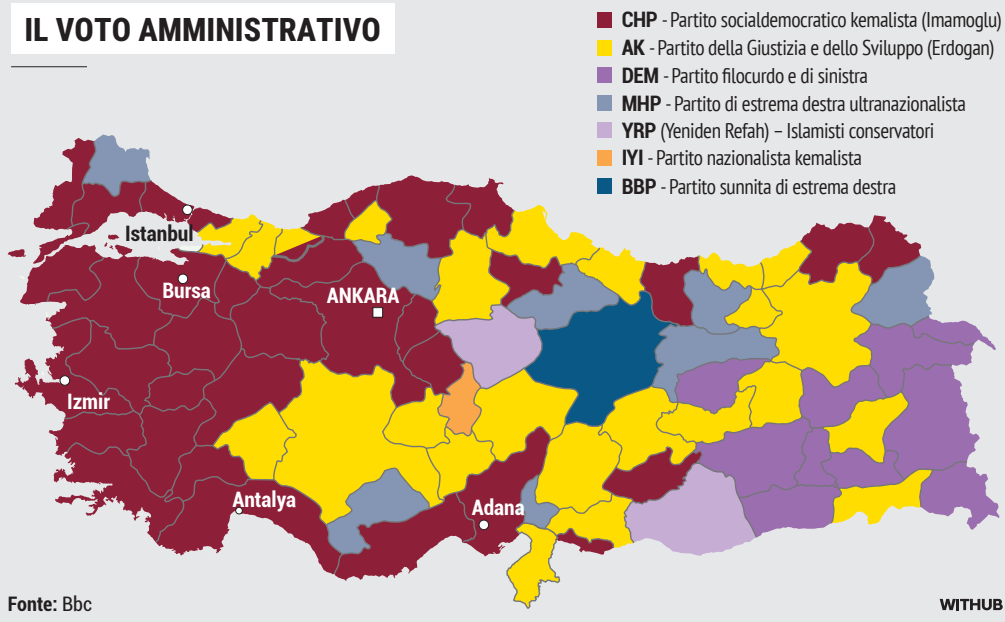 IL VOTO AMMINISTRATIVO
CHP - Partito socialdemocratico kemalista (Imamoglu)
AK - Partito della Giustizia e dello Sviluppo (Erdogan)
DEM - Partito filocurdo e di sinistra
MHP - Partito di estrema destra ultranazionalista
YRP (Yeniden Refah) – Islamisti conservatori
IYI - Partito nazionalista kemalista
BBP - Partito sunnita di estrema destra
Istanbul
Bursa
ANKARA
Izmir
Antalya
Adana
Fonte: Bbc
WITHUB